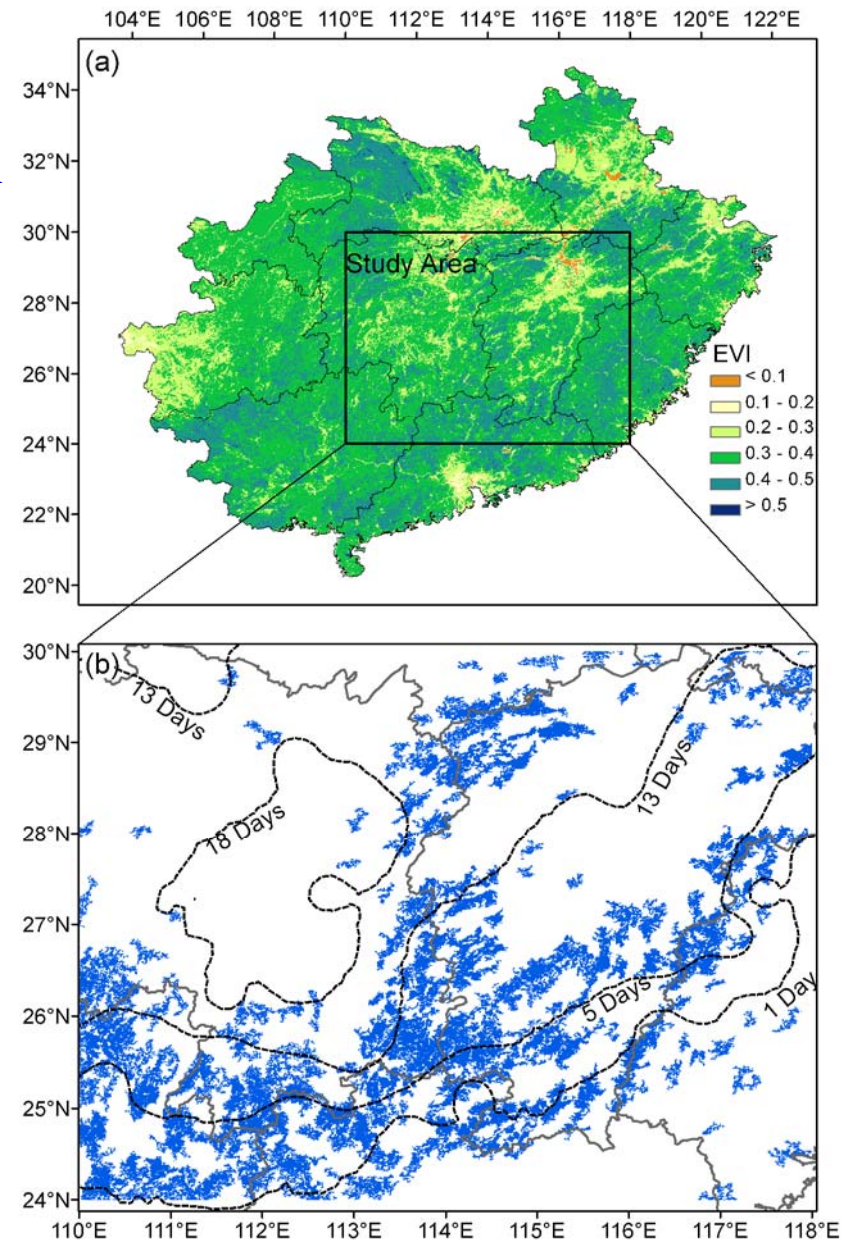 104°E 106°E 108°E 110°E 112°E 114°E 116°E 118°E 120°E 122°E
(a)
34°N
32°N
30°N
28°N
26°N
24°N
22°N
20°N
Study Area
EVI
< 0.1
0.1 - 0.2
0.2 - 0.3
0.3 - 0.4
0.4 - 0.5
> 0.5
(b)
30°N
29°N
28°N
27°N
26°N
25°N
24°N
13 Days
18 Days
13 Days
5 Days
1 Day
110°E 111°E 112°E 113°E 114°E 115°E 116°E 117°E 118°E